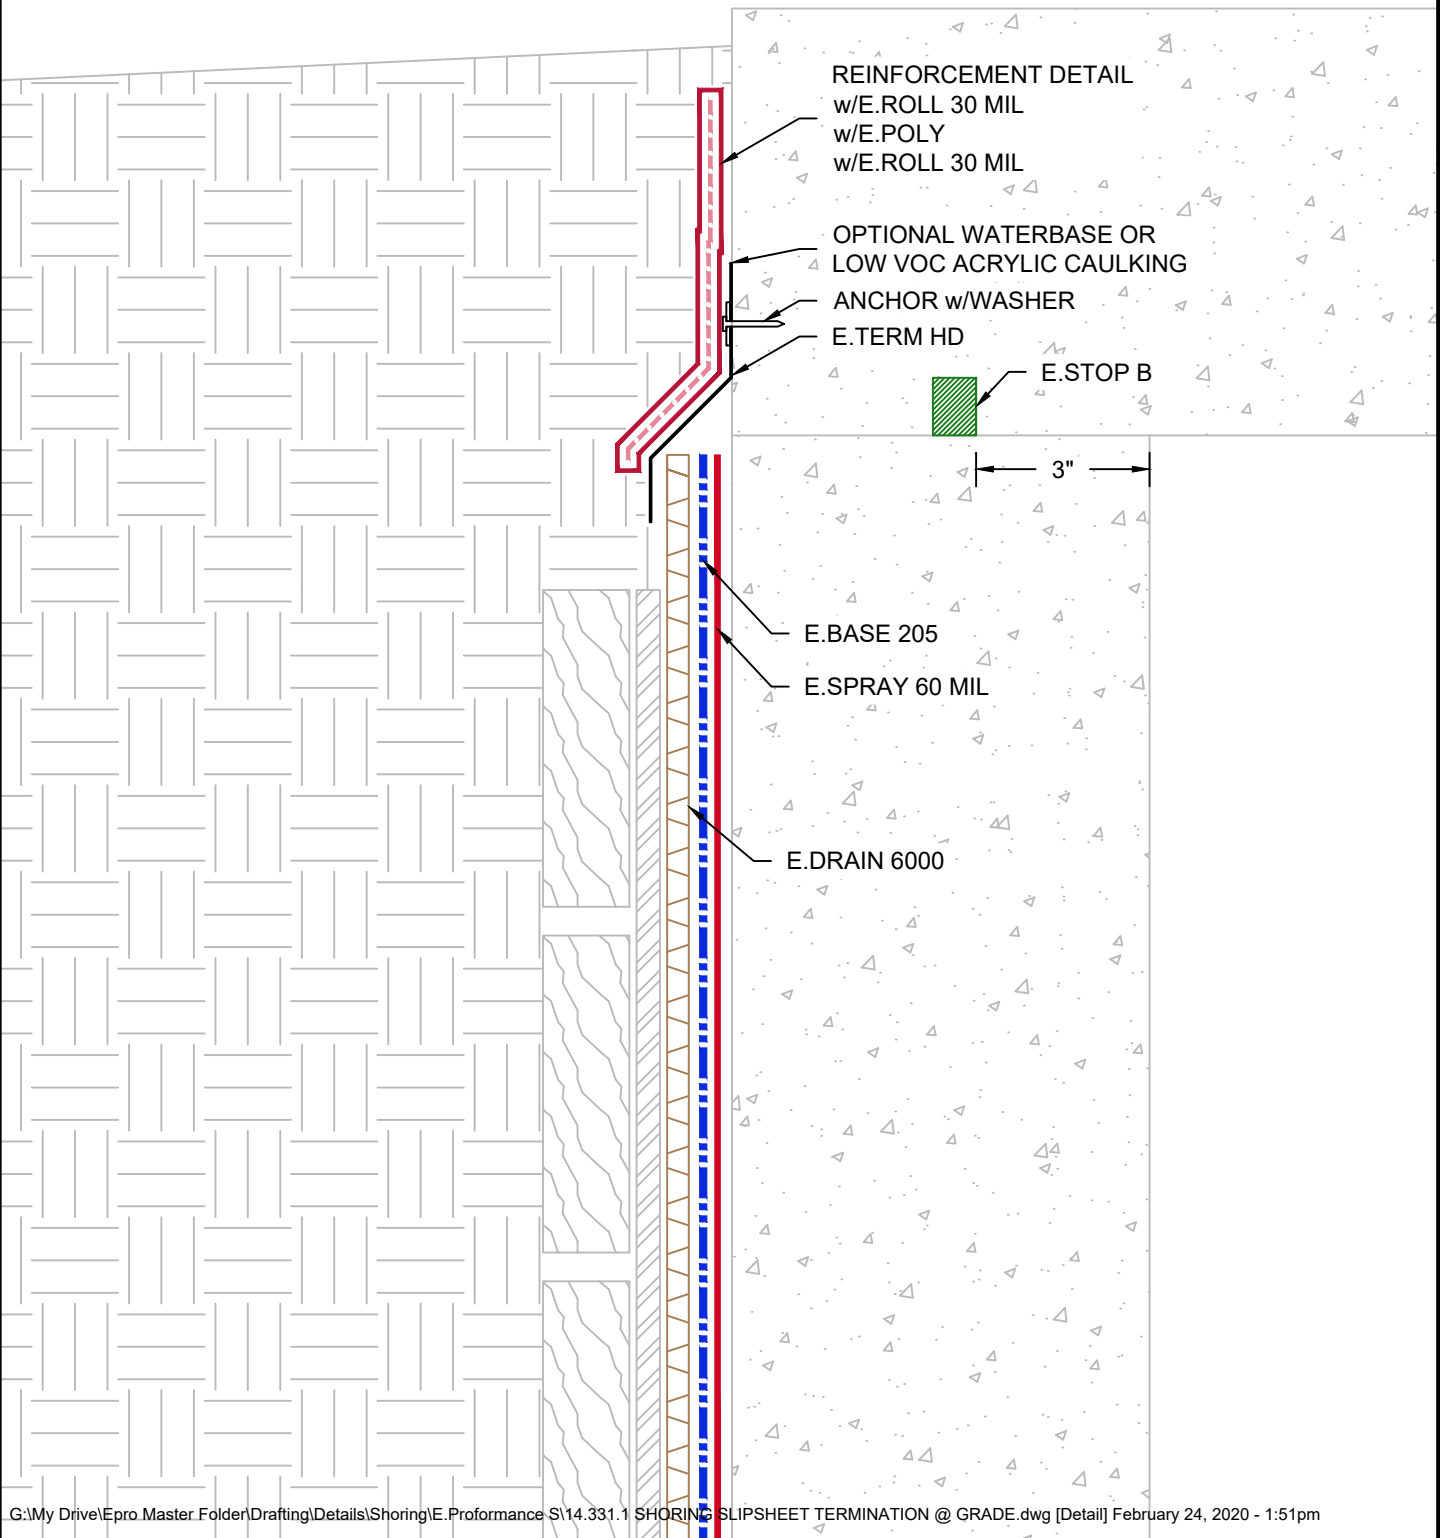 REINFORCEMENT DETAIL
w/E.ROLL 30 MIL
w/E.POLY
w/E.ROLL 30 MIL
OPTIONAL WATERBASE OR
LOW VOC ACRYLIC CAULKING
ANCHOR w/WASHER
E.TERM HD
E.STOP B
3"
E.BASE 205
E.SPRAY 60 MIL
E.DRAIN 6000
G:\My Drive\Epro Master Folder\Drafting\Details\Shoring\E.Proformance S\14.331.1 SHORING SLIPSHEET TERMINATION @ GRADE.dwg [Detail] February 24, 2020 - 1:51pm